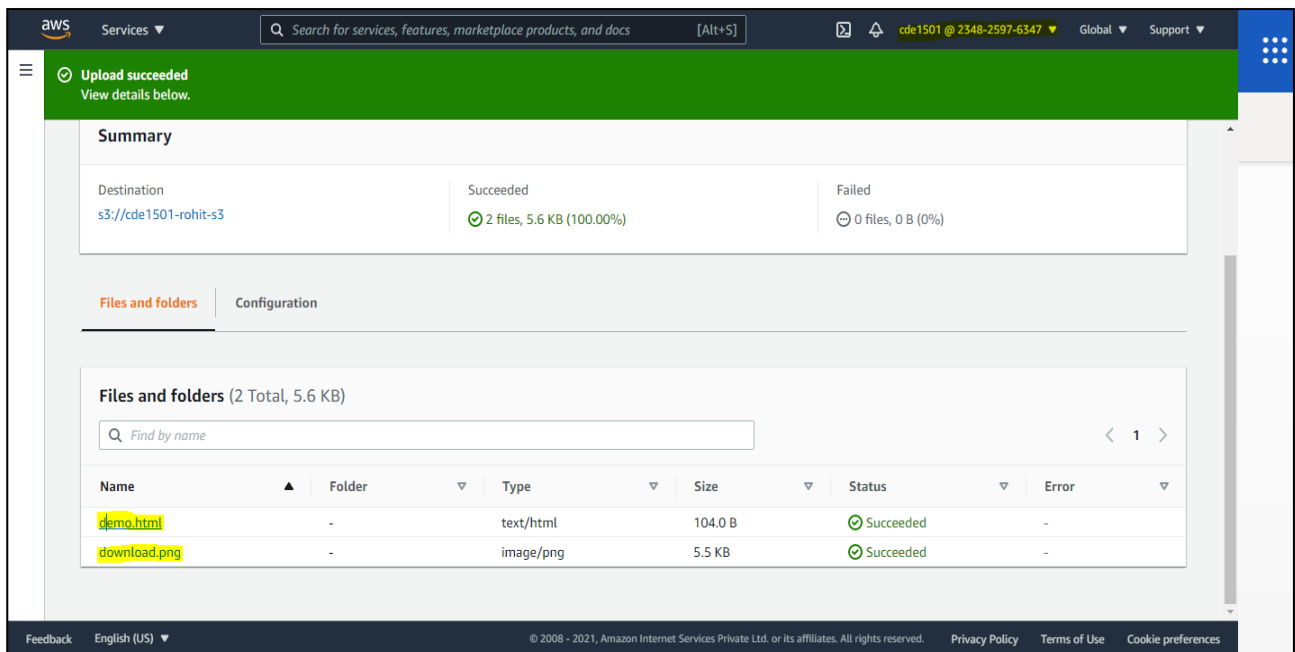 aws Services ▼ Search for services, features, marketplace products, and docs [Alt+S] cde1501 @ 2348-2597-6347 ▼ Global ▼ Support ▼
Upload succeeded
View details below.
Summary
Destination Succeeded Failed
s3://cde1501-rohit-s3 2 files, 5.6 KB (100.00%) 0 files, 0 B (0%)
Files and folders Configuration
Files and folders (2 Total, 5.6 KB)
Find by name < 1 >
Name Folder Type Size Status Error
demo.html - text/html 104.0 B Succeeded -
download.png - image/png 5.5 KB Succeeded -
Feedback English (US) ▼ © 2008 - 2021, Amazon Internet Services Private Ltd. or its affiliates. All rights reserved. Privacy Policy Terms of Use Cookie preferences